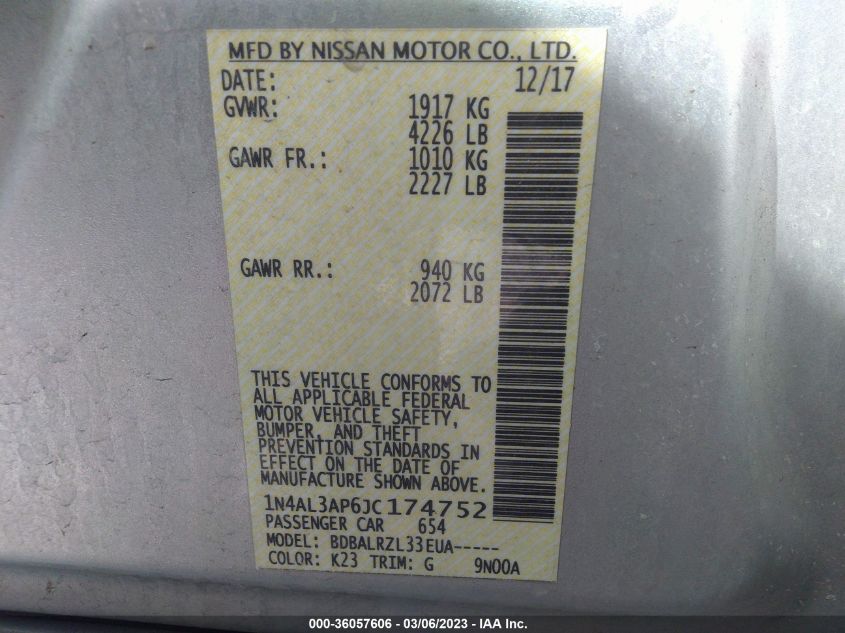 MFD BY NISSAN MOTOR CO., LTD.
DATE: 12/17
GVWR: 1917 KG
4226 LB
GAWR FR.: 1010 KG
2227 LB
GAWR RR.: 940 KG
2072 LB
THIS VEHICLE CONFORMS TO
ALL APPLICABLE FEDERAL
MOTOR VEHICLE SAFETY,
BUMPER, AND THEFT
PREVENTION STANDARDS IN
EFFECT ON THE DATE OF
MANUFACTURE SHOWN ABOVE.
1N4AL3AP6JC174752
PASSENGER CAR 654
MODEL: BDBALRZL33EUA-----
COLOR: K23 TRIM: G 9N00A
000-36057606 - 03/06/2023 - IAA Inc.